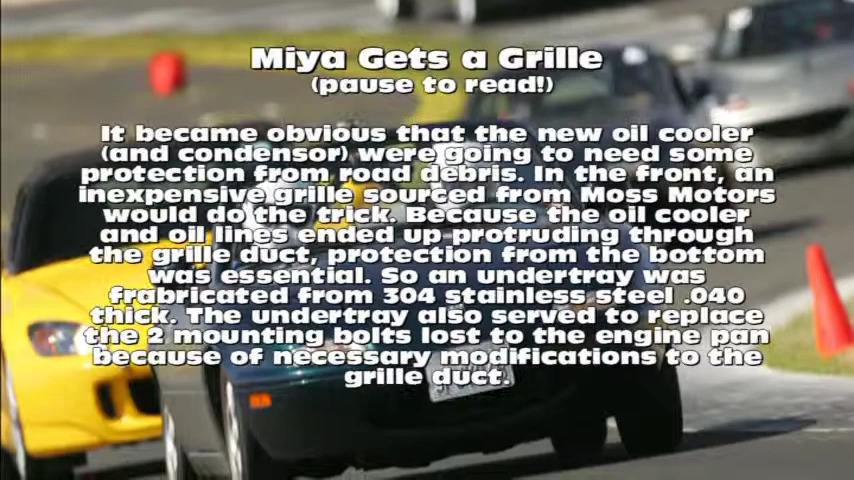 Miya Gets a Grille
(pause to read!)
It became obvious that the new oil cooler
(and condensor) were going to need some
protection from road debris. In the front, an
inexpensive grille sourced from Moss Motors
would do the trick. Because the oil cooler
and oil lines ended up protruding through
the grille duct, protection from the bottom
was essential. So an undertray was
frabricated from 304 stainless steel .040
thick. The undertray also served to replace
the 2 mounting bolts lost to the engine pan
because of necessary modifications to the
grille duct.